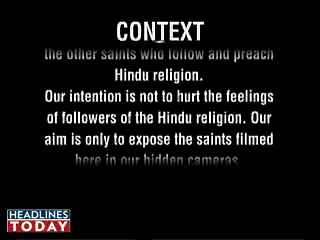 CONTEXT
the other saints who follow and preach
Hindu religion.
Our intention is not to hurt the feelings
of followers of the Hindu religion. Our
aim is only to expose the saints filmed
here in our hidden cameras
HEADLINES
TODAY